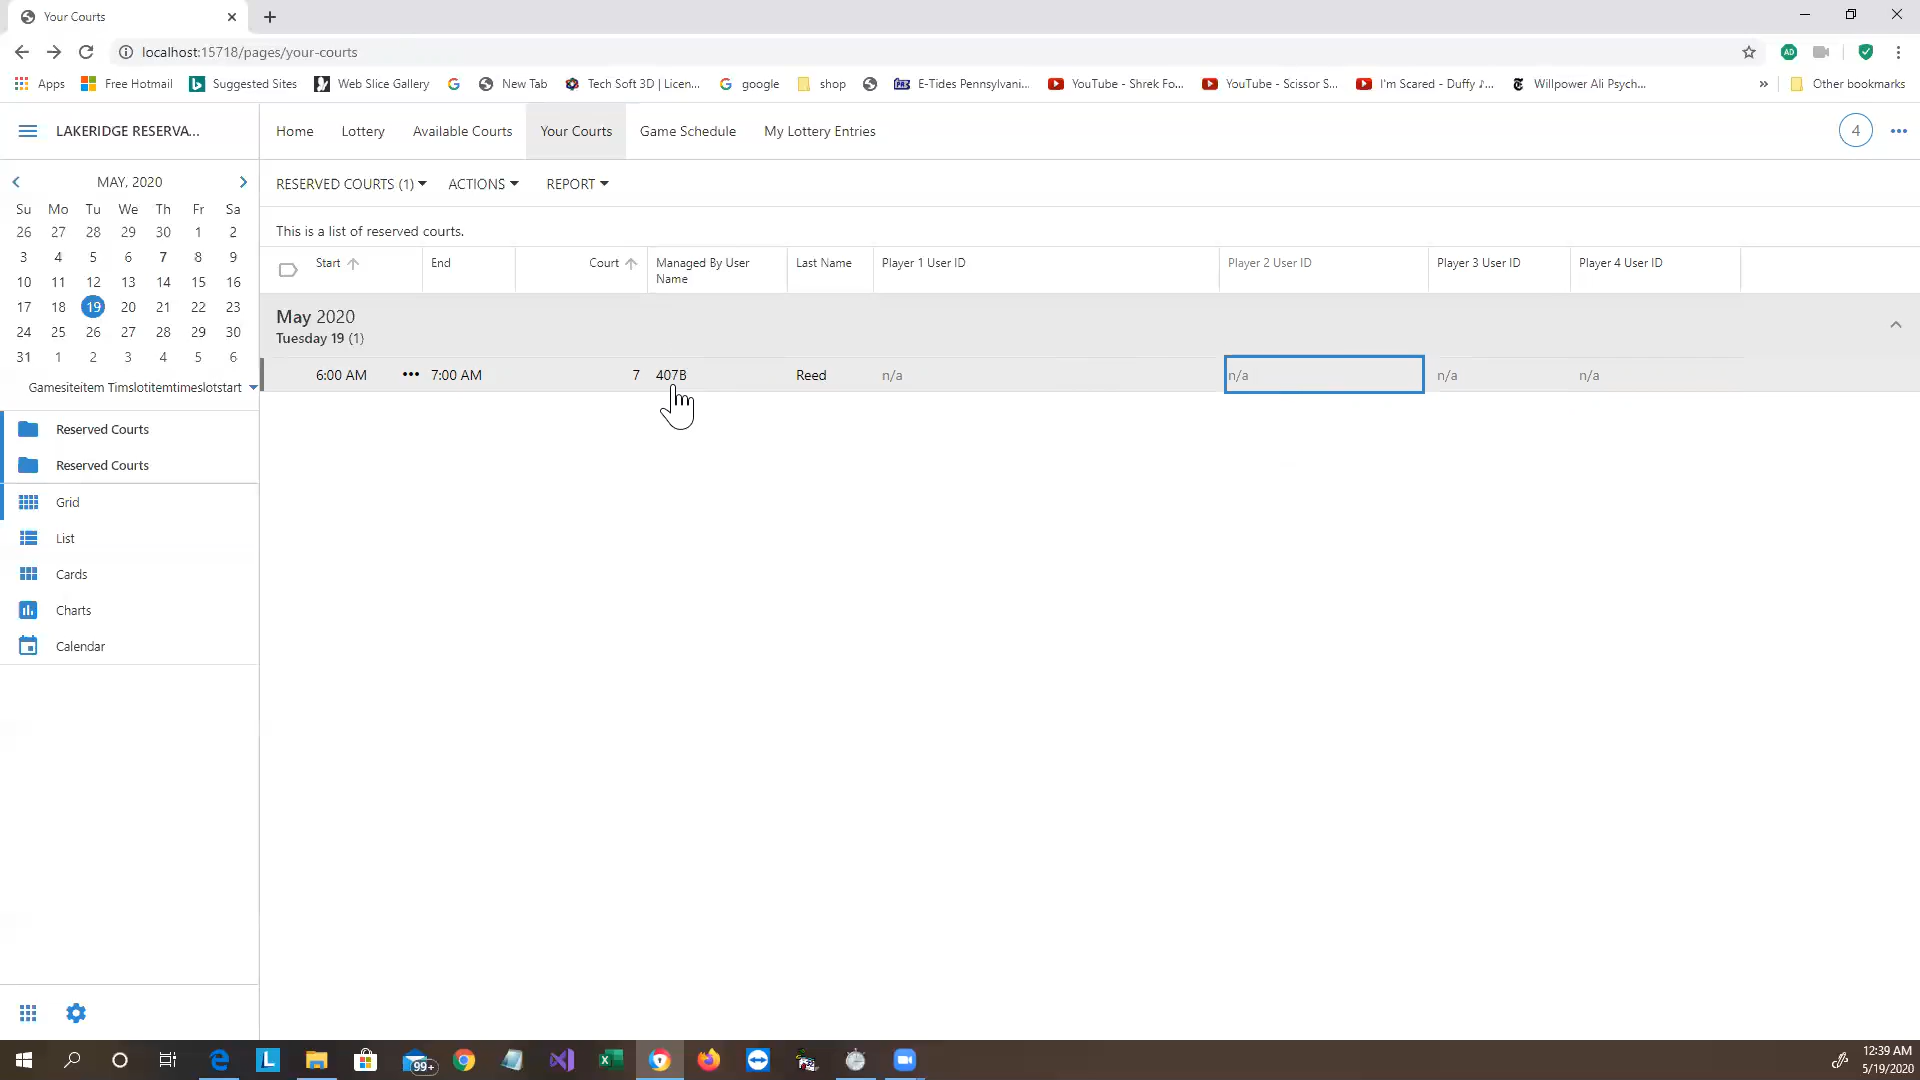 Your Courts
localhost:15718/pages/your-courts
AD
Apps Free Hotmail Suggested Sites Web Slice Gallery New Tab Tech Soft 3D | Licen... google shop E-Tides Pennsylvani... YouTube - Shrek Fo... YouTube - Scissor S... I'm Scared - Duffy ♪... Willpower Ali Psych... » Other bookmarks
LAKERIDGE RESERVA... Home Lottery Available Courts Your Courts Game Schedule My Lottery Entries 4
MAY, 2020
Su Mo Tu We Th Fr Sa
26 27 28 29 30 1 2
3 4 5 6 7 8 9
10 11 12 13 14 15 16
17 18 19 20 21 22 23
24 25 26 27 28 29 30
31 1 2 3 4 5 6
Gamesiteitem Timslotitemtimeslotstart
Reserved Courts
Reserved Courts
Grid
List
Cards
Charts
Calendar
RESERVED COURTS (1) ACTIONS REPORT
This is a list of reserved courts.
Start End Court Managed By User Name Last Name Player 1 User ID Player 2 User ID Player 3 User ID Player 4 User ID
May 2020
Tuesday 19 (1)
6:00 AM ••• 7:00 AM 7 407B Reed n/a n/a n/a n/a
99+
12:39 AM
5/19/2020